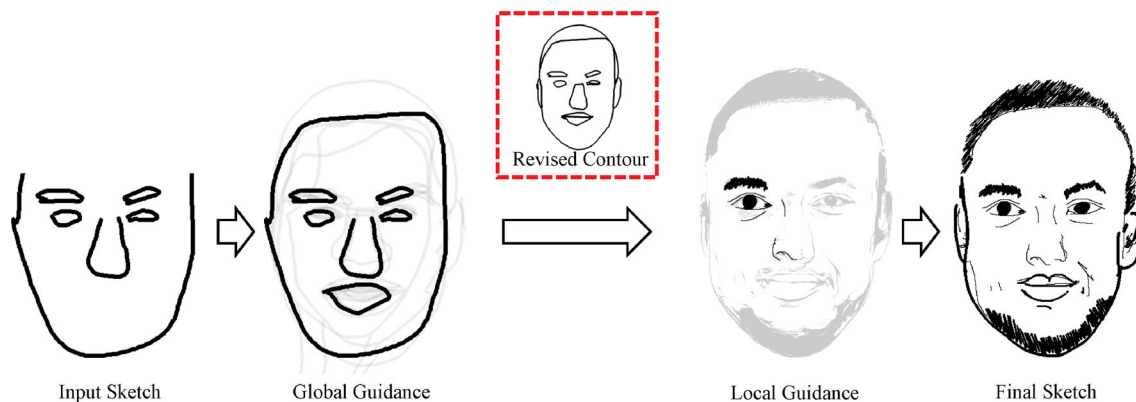 Revised Contour
Input Sketch
Global Guidance
Local Guidance
Final Sketch